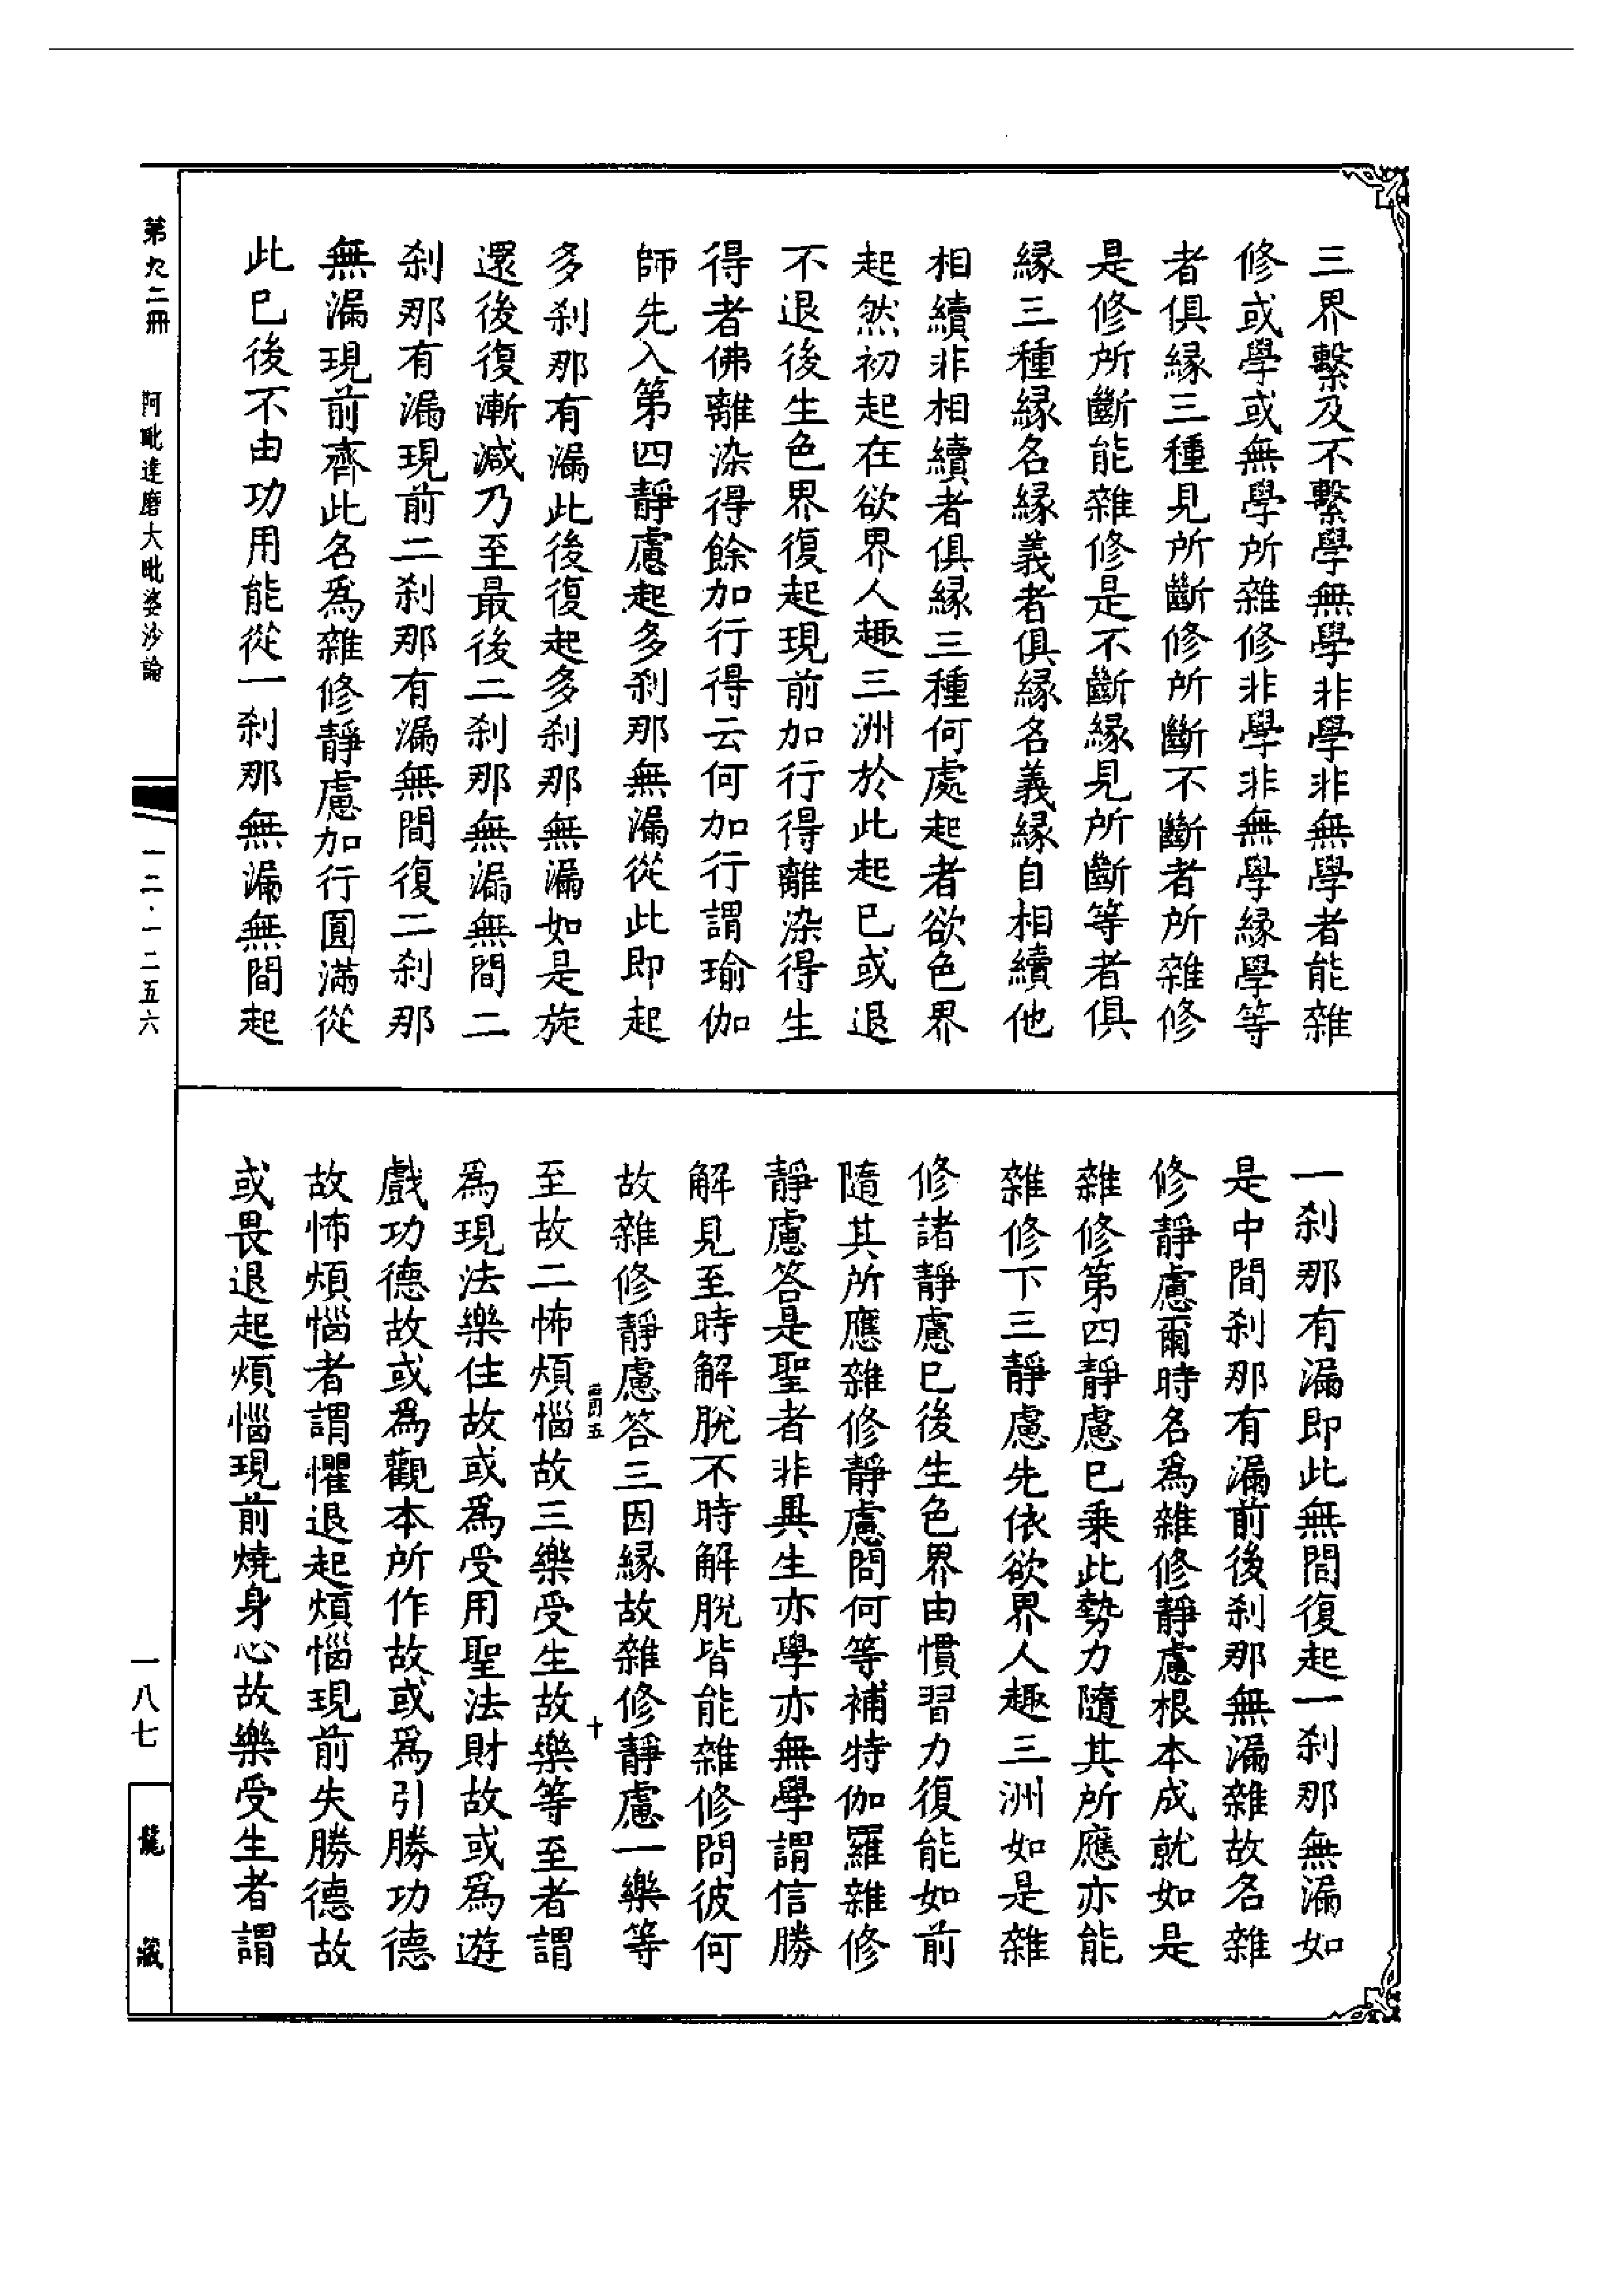 三界繫及不繫學無學非學非無學者能雜
修或學或無學所雜修非學非無學緣學等
者俱緣三種見所斷修所斷不斷者所雜修
是修所斷能雜修是不斷緣見所斷等者俱
緣三種緣名緣義者俱緣名義緣自相續他
相續非相續者俱緣三種何處起者欲色界
起然初起在欲界人趣三洲於此起已或退
不退後生色界復起現前加行得離染得生
得者佛離染得餘加行得云何加行謂瑜伽
師先入第四靜慮起多剎那無漏從此即起
多剎那有漏此後復起多剎那無漏如是旋
還後復漸減乃至最後二剎那無漏無間二
剎那有漏現前二剎那有漏無間復二剎那
無漏現前齊此名為雜修靜慮加行圓滿從
此已後不由功用能從一剎那無漏無間起
一剎那有漏即此無間復起一剎那無漏如
是中間剎那有漏前後剎那無漏雜故名雜
修靜慮爾時名為雜修靜慮根本成就如是
雜修第四靜慮已乘此勢力隨其所應亦能
雜修下三靜慮先依欲界人趣三洲如是雜
修諸靜慮已後生色界由慣習力復能如前
隨其所應雜修靜慮問何等補特伽羅雜修
靜慮答是聖者非異生亦學亦無學謂信勝
解見至時解脫不時解脫皆能雜修問彼何
故雜修靜慮答三因緣故雜修靜慮一樂等
至故二怖煩惱故三樂受生故樂等至者謂
為現法樂住故或為受用聖法財故或為遊
戲功德故或為觀本所作故或為引勝功德
故怖煩惱者謂懼退起煩惱現前失勝德故
或畏退起煩惱現前燒身心故樂受生者謂
十
第九二冊 阿毗達磨大毗婆沙論
一二·一二五六
一八七
龍藏